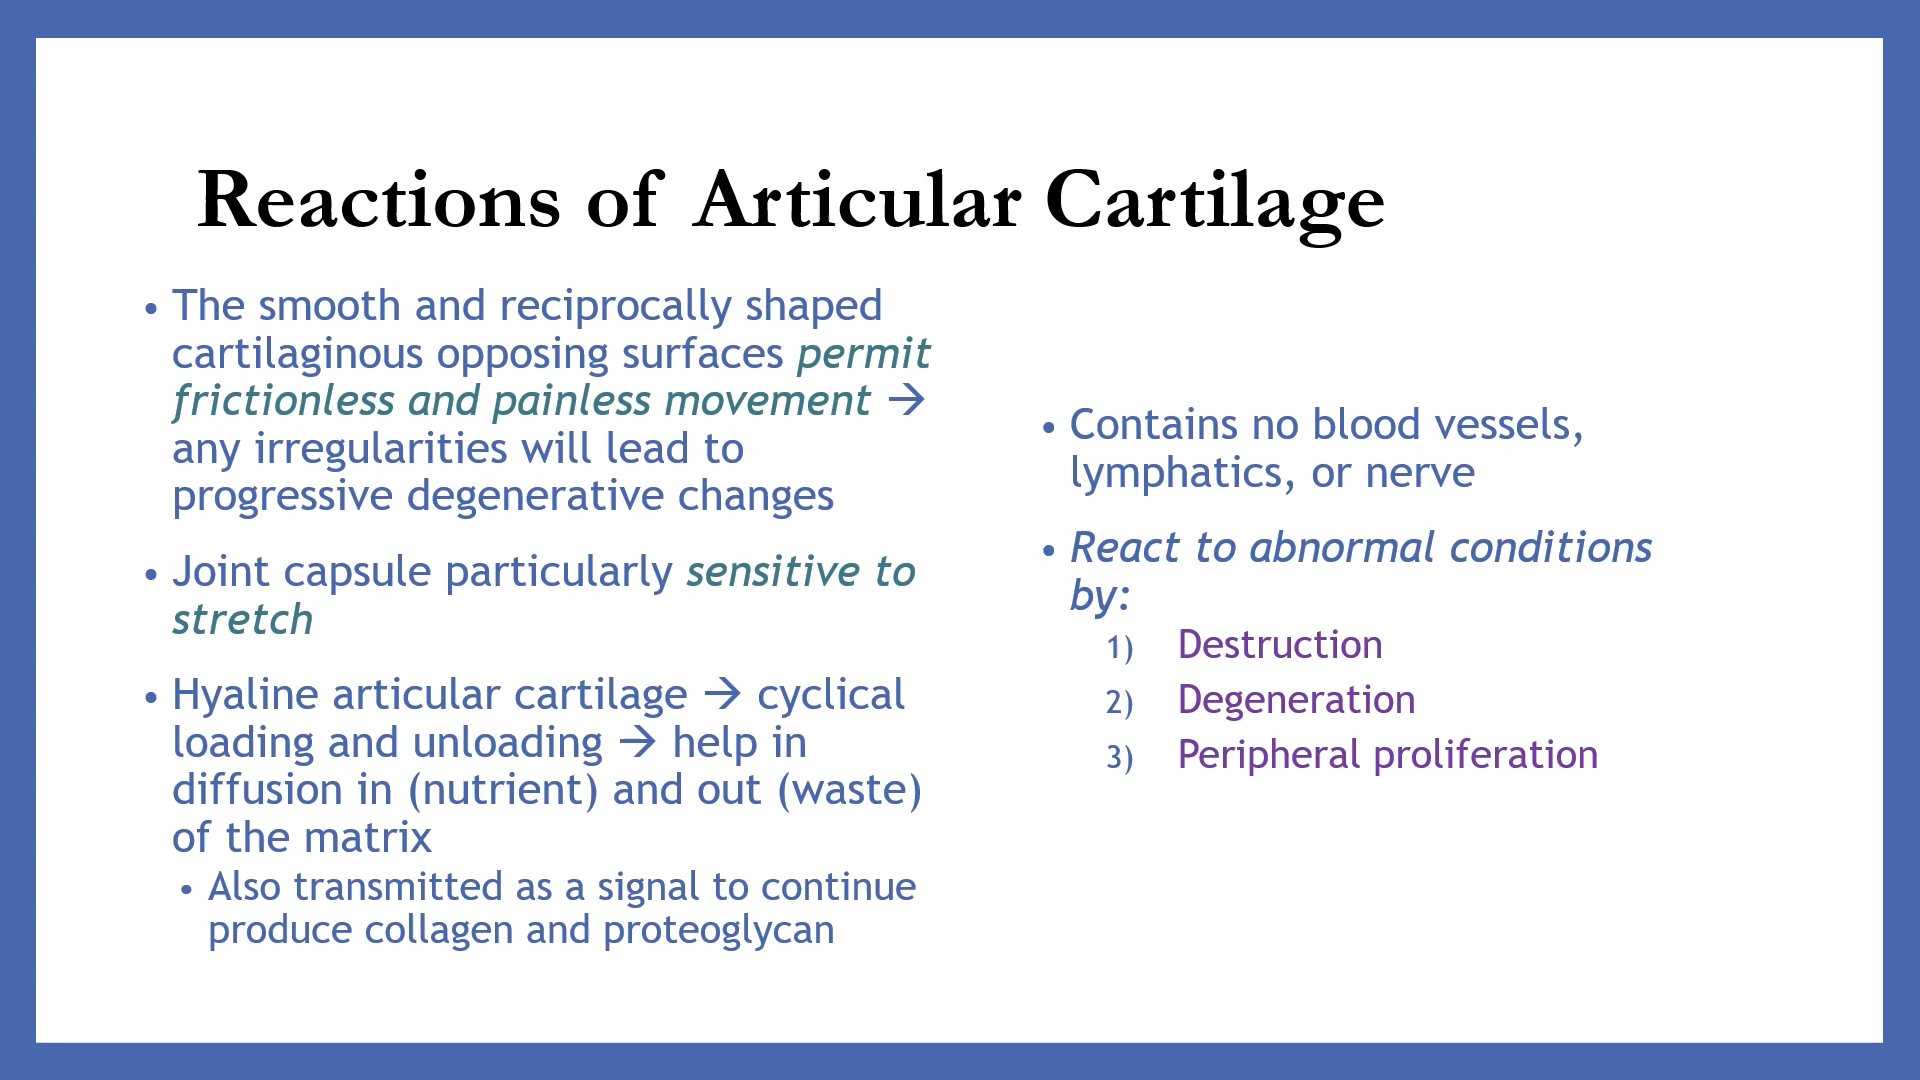 Reactions of Articular Cartilage
• The smooth and reciprocally shaped
cartilaginous opposing surfaces permit
frictionless and painless movement →
any irregularities will lead to
progressive degenerative changes
• Joint capsule particularly sensitive to
stretch
• Hyaline articular cartilage → cyclical
loading and unloading → help in
diffusion in (nutrient) and out (waste)
of the matrix
• Also transmitted as a signal to continue
produce collagen and proteoglycan
• Contains no blood vessels,
lymphatics, or nerve
• React to abnormal conditions
by:
1) Destruction
2) Degeneration
3) Peripheral proliferation